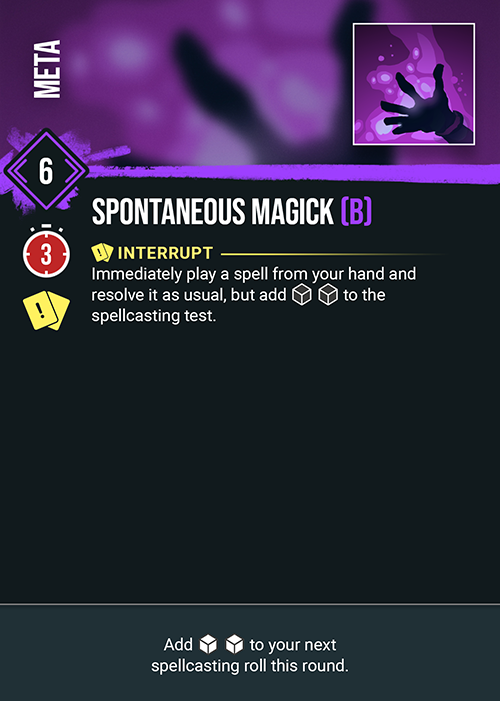 META
6
SPONTANEOUS MAGICK (B)
3
! INTERRUPT
!
Immediately play a spell from your hand and
resolve it as usual, but add to the
spellcasting test.
Add to your next
spellcasting roll this round.